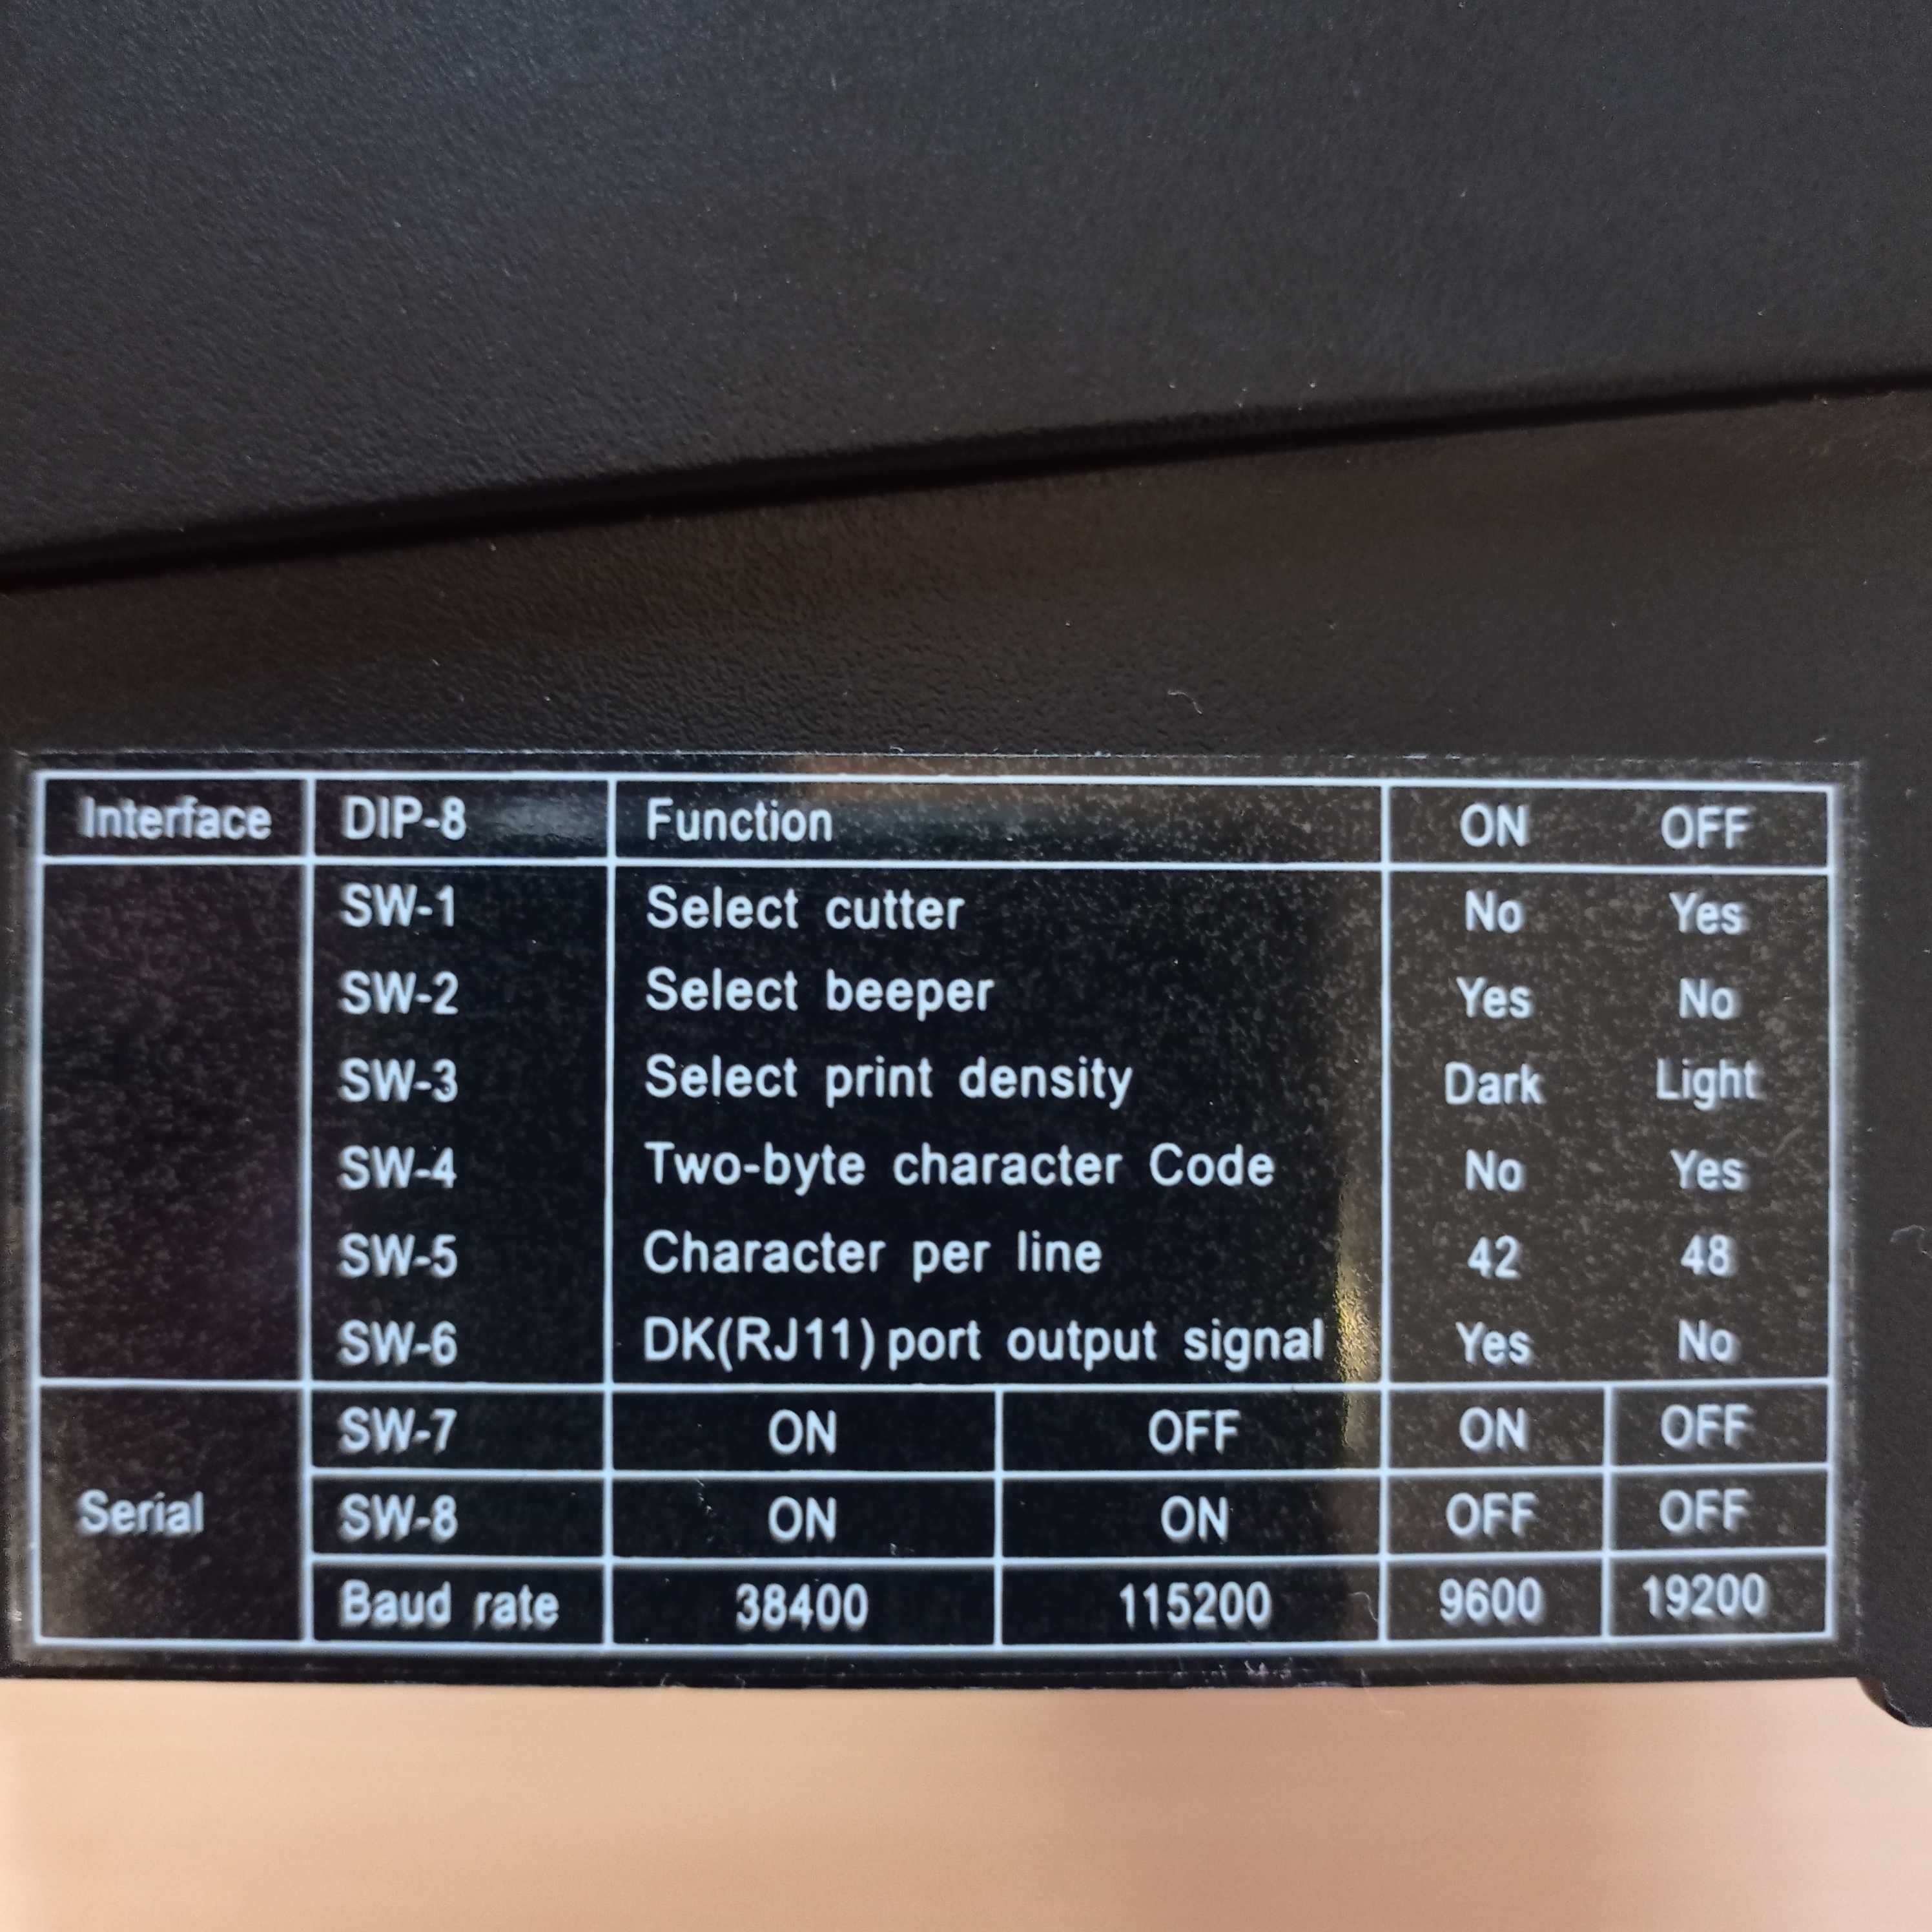 Interface DIP-8 Function ON OFF
SW-1 Select cutter No Yes
SW-2 Select beeper Yes No
SW-3 Select print density Dark Light
SW-4 Two-byte character Code No Yes
SW-5 Character per line 42 48
SW-6 DK(RJ11) port output signal Yes No
SW-7 ON OFF ON OFF
Serial SW-8 ON ON OFF OFF
Baud rate 38400 115200 9600 19200